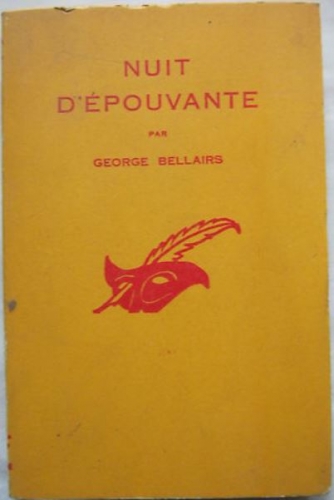 NUIT
D'ÉPOUVANTE
PAR
GEORGE BELLAIRS